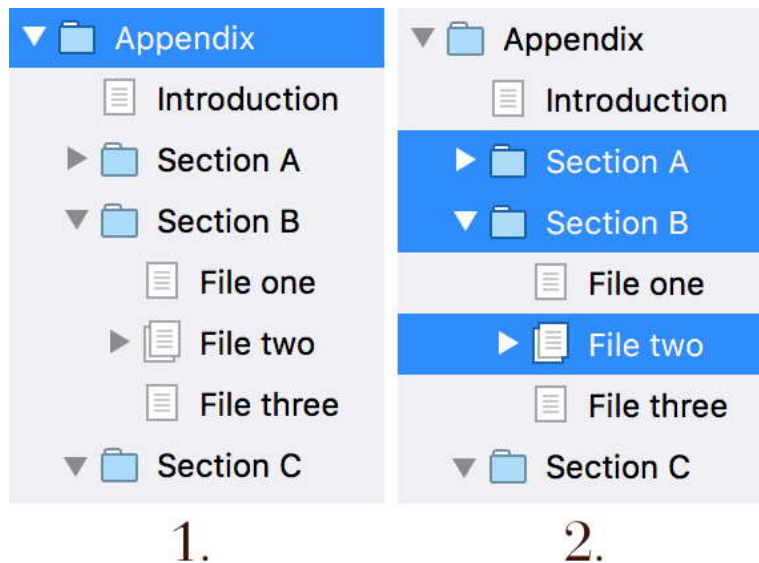 Appendix
Introduction
Section A
Section B
File one
File two
File three
Section C
1.
Appendix
Introduction
Section A
Section B
File one
File two
File three
Section C
2.